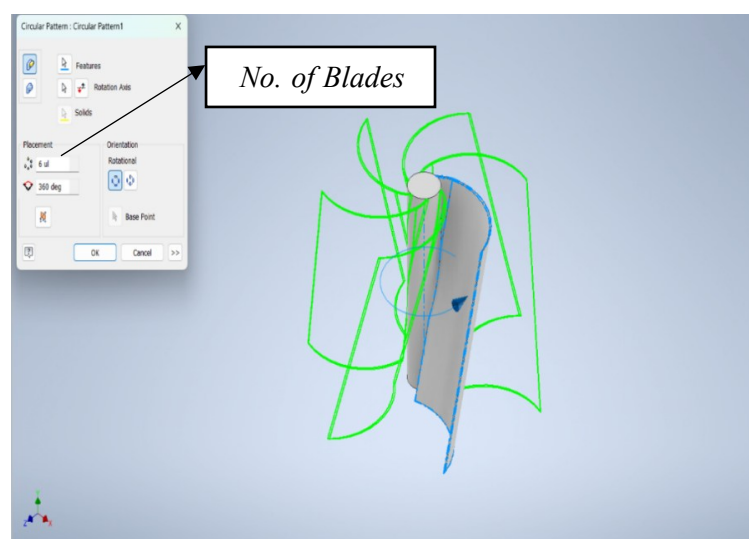 Circular Pattern : Circular Pattern1 X
No. of Blades
Features
Rotation Axis
Solids
Placement
Orientation
6 ul
Rotational
360 deg
Base Point
?
OK
Cancel
>>
Y
Z
X